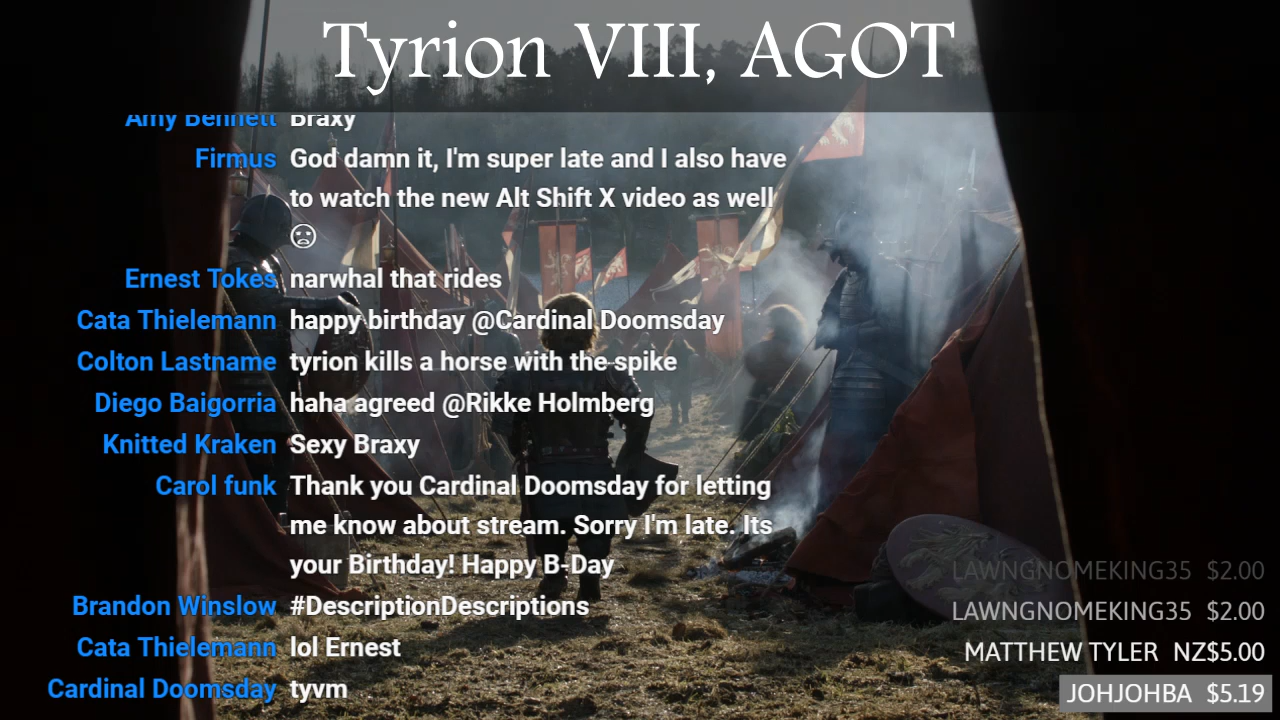 Tyrion VIII, AGOT
Amy Bennett Braxy
Firmus God damn it, I'm super late and I also have
to watch the new Alt Shift X video as well
Ernest Tokes narwhal that rides
Cata Thielemann happy birthday @Cardinal Doomsday
Colton Lastname tyrion kills a horse with the spike
Diego Baigorria haha agreed @Rikke Holmberg
Knitted Kraken Sexy Braxy
Carol funk Thank you Cardinal Doomsday for letting
me know about stream. Sorry I'm late. Its
your Birthday! Happy B-Day
Brandon Winslow #DescriptionDescriptions
Cata Thielemann lol Ernest
Cardinal Doomsday tyvm
LAWNGNOMEKING35 $2.00
LAWNGNOMEKING35 $2.00
MATTHEW TYLER NZ$5.00
JOHJOHBA $5.19